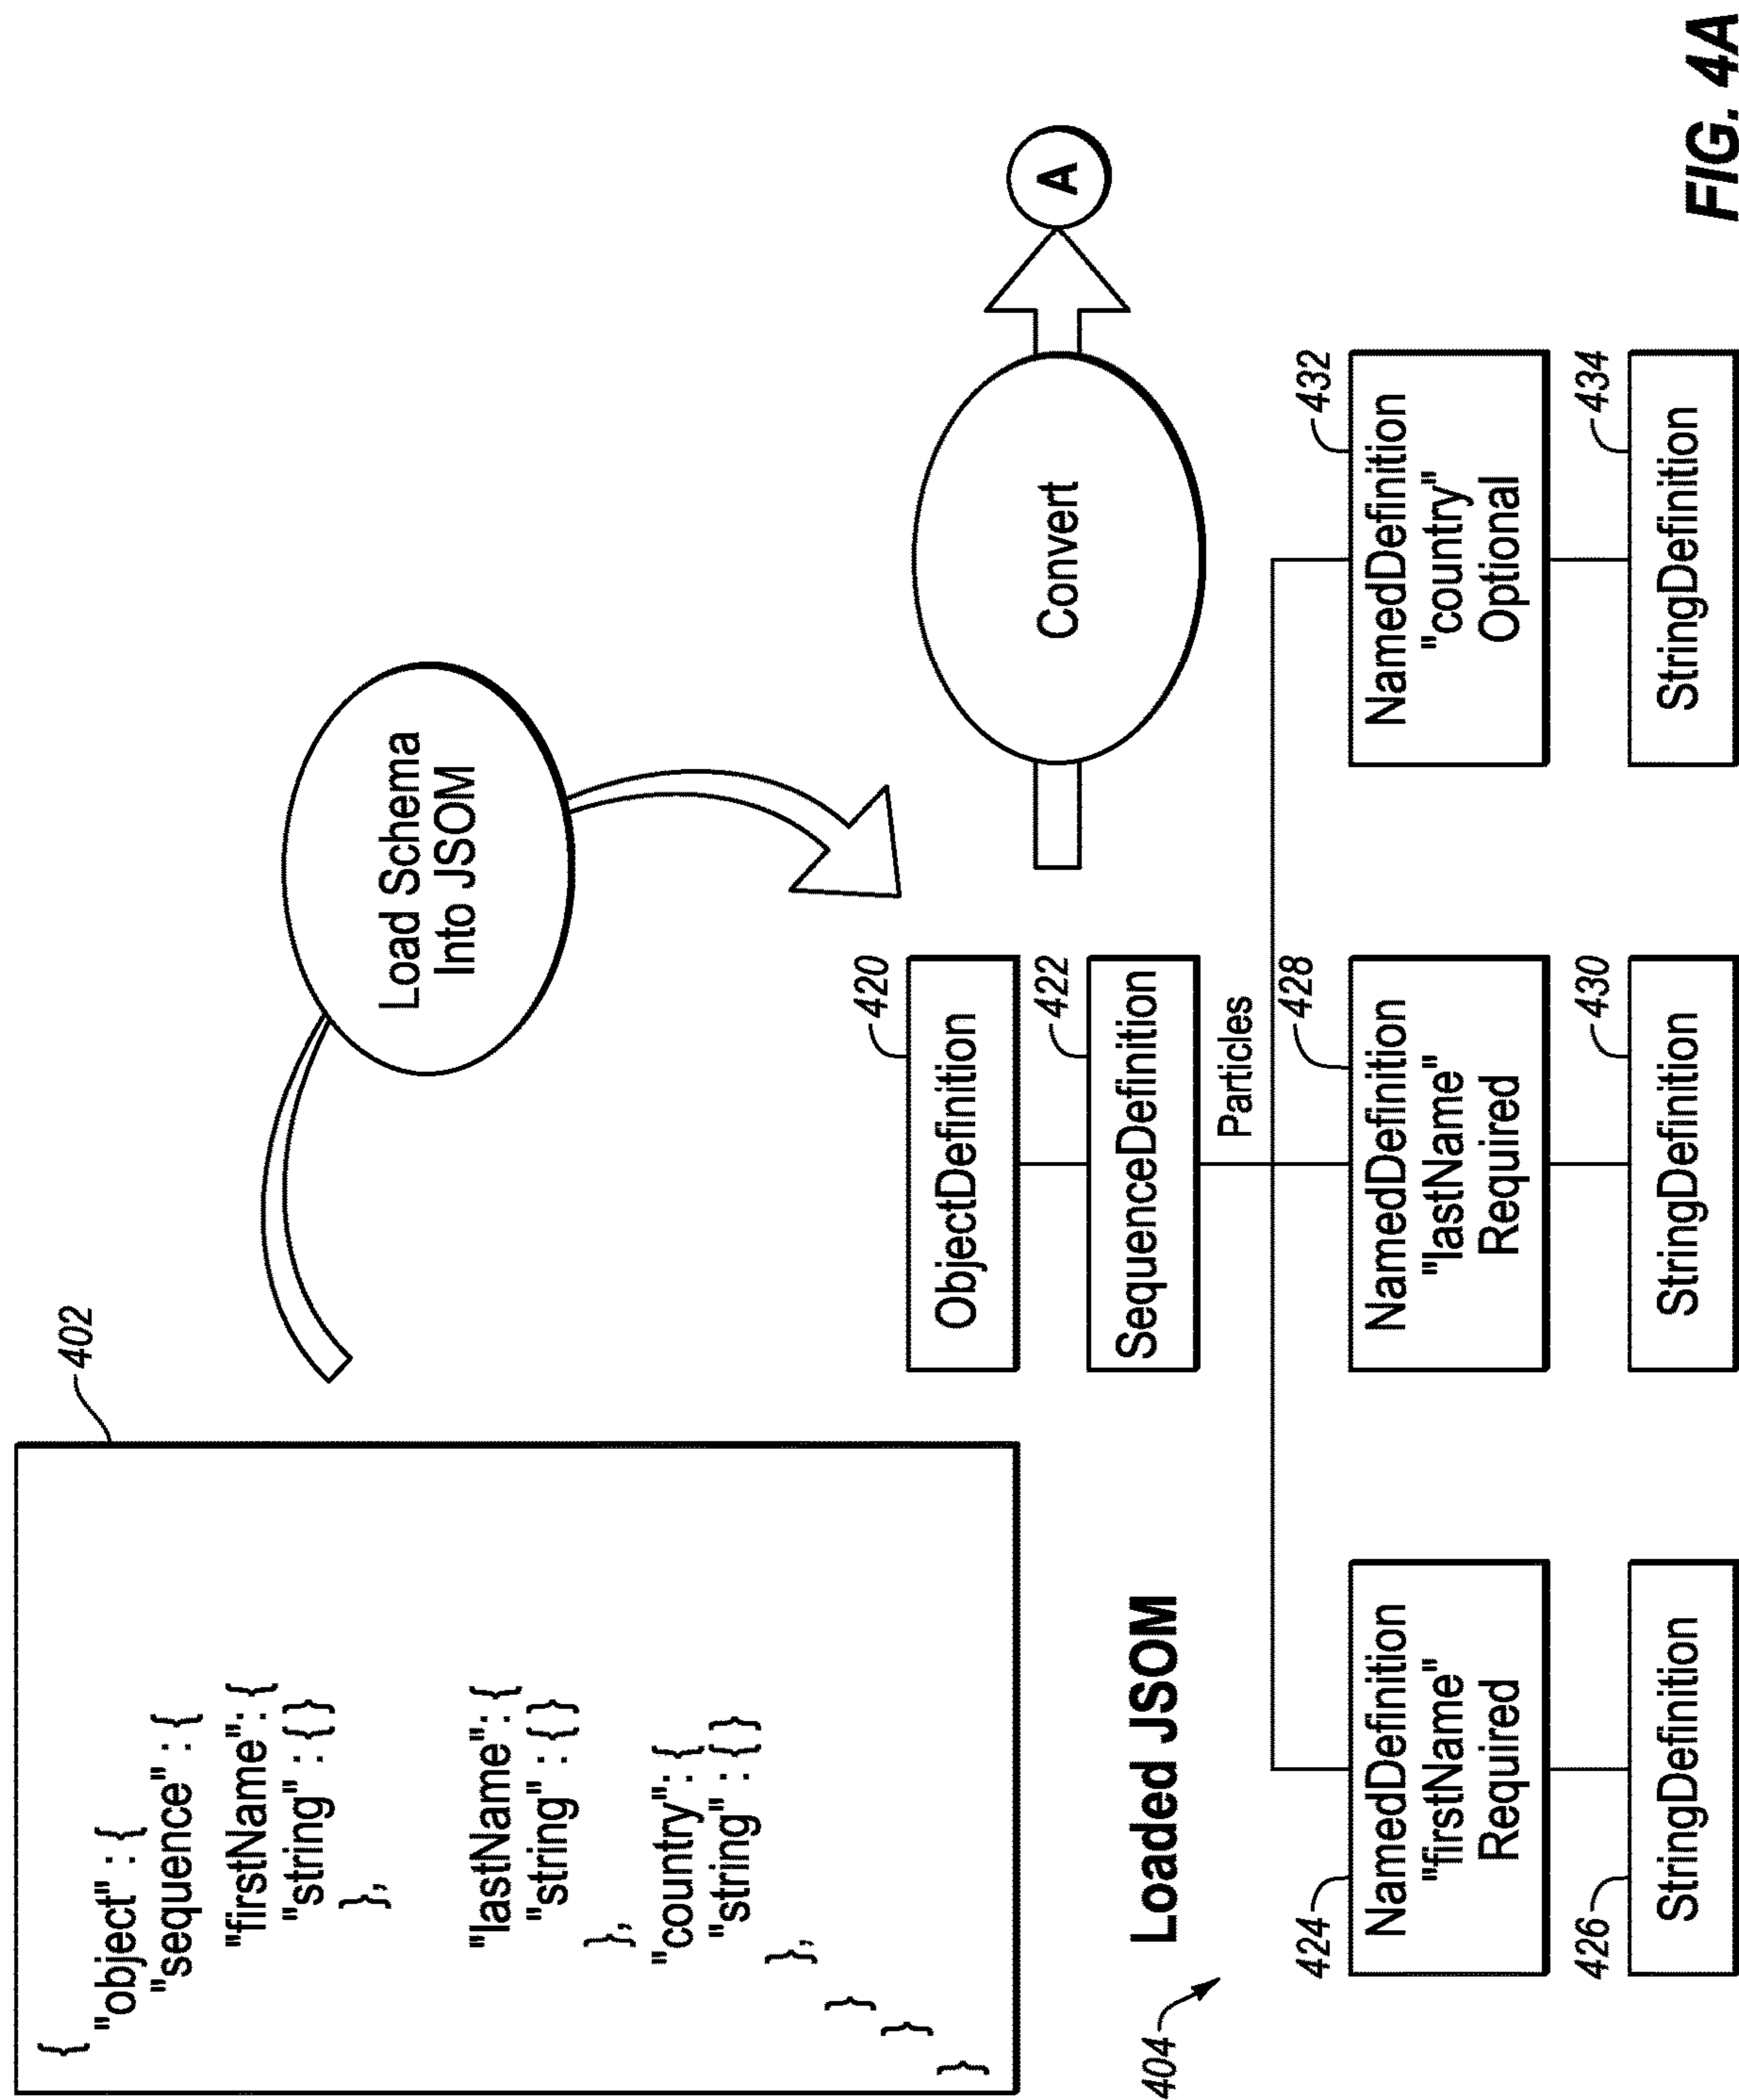 402
{
"object" : {
"sequence" : {
"firstName": {
"string" : {}
},
"lastName": {
"string" : {}
},
"country": {
"string" : {}
},
}
}
}
Load Schema
Into JSOM
404
Loaded JSOM
ObjectDefinition
420
SequenceDefinition
422
Particles
Convert
A
424
NamedDefinition
"firstName"
Required
426
StringDefinition
428
NamedDefinition
"lastName"
Required
430
StringDefinition
432
NamedDefinition
"country"
Optional
434
StringDefinition
FIG. 4A